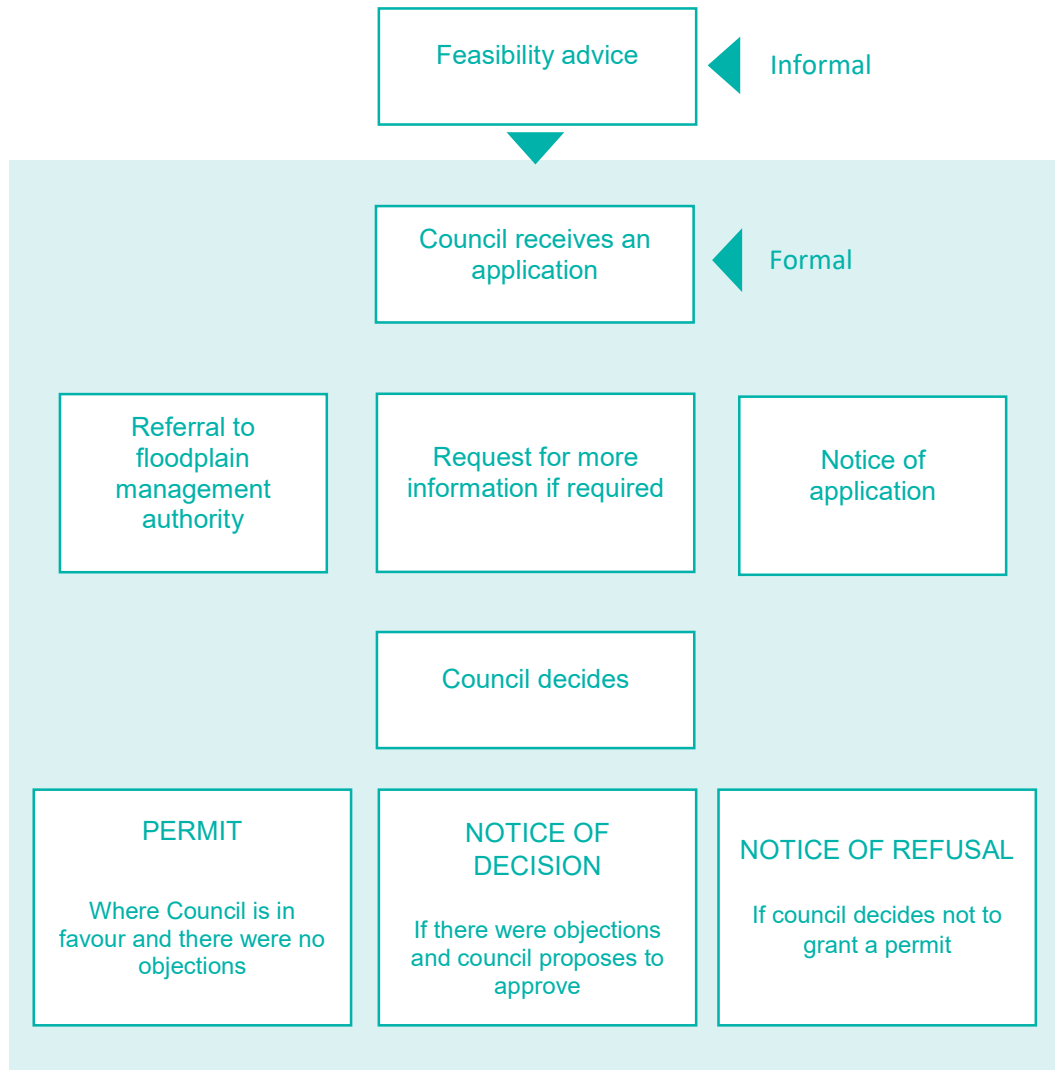 Feasibility advice
Informal
Council receives an
application
Formal
Referral to
floodplain
management
authority
Request for more
information if required
Notice of
application
Council decides
PERMIT
Where Council is in
favour and there were no
objections
NOTICE OF
DECISION
If there were objections
and council proposes to
approve
NOTICE OF REFUSAL
If council decides not to
grant a permit